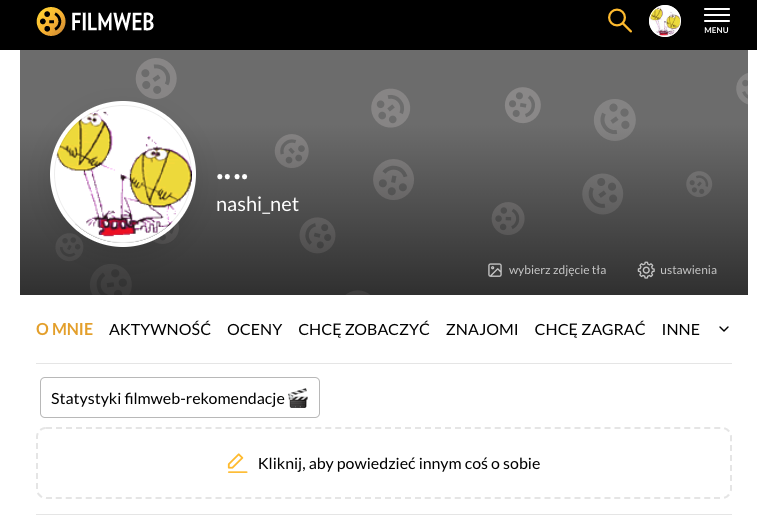 FILMWEB
MENU
.. ..
nashi_net
wybierz zdjęcie tła
ustawienia
O MNIE AKTYWNOŚĆ OCENY CHCĘ ZOBACZYĆ ZNAJOMI CHCĘ ZAGRAĆ INNE
Statystyki filmweb-rekomendacje 🎬
Kliknij, aby powiedzieć innym coś o sobie